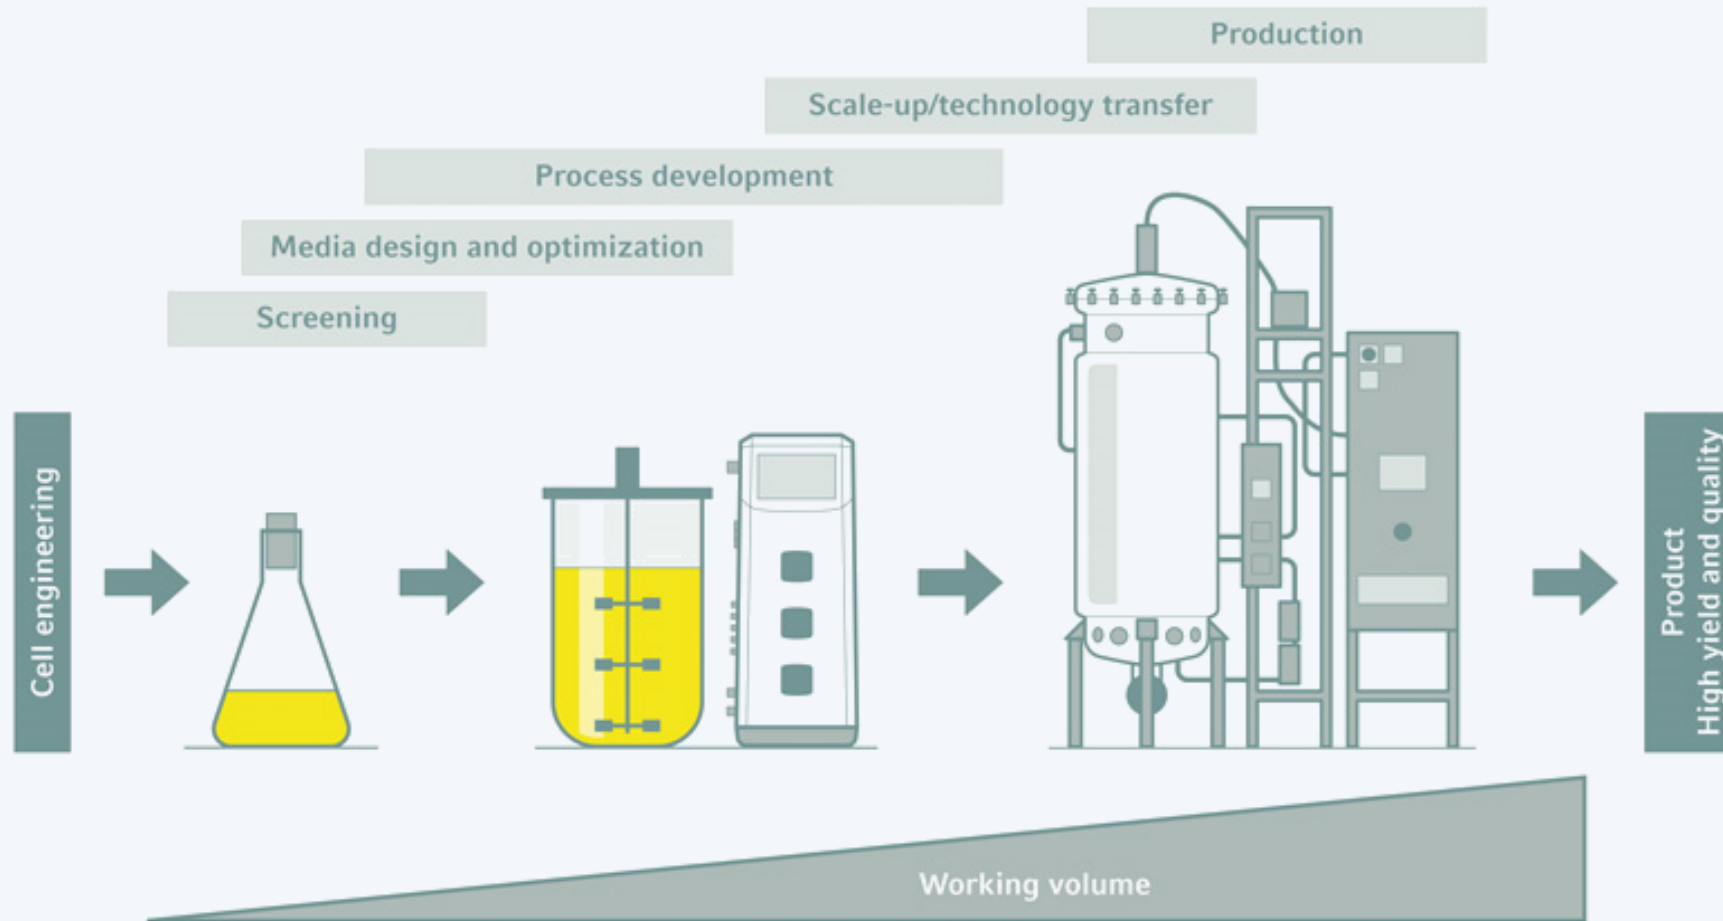 Production
Scale-up/technology transfer
Process development
Media design and optimization
Screening
Cell engineering
Product
High yield and quality
Working volume